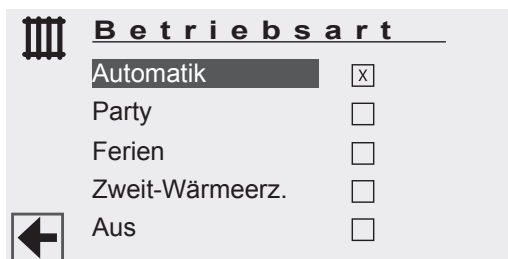 Betriebsart
Automatik X
Party
Ferien
Zweit-Wärmeerz.
Aus